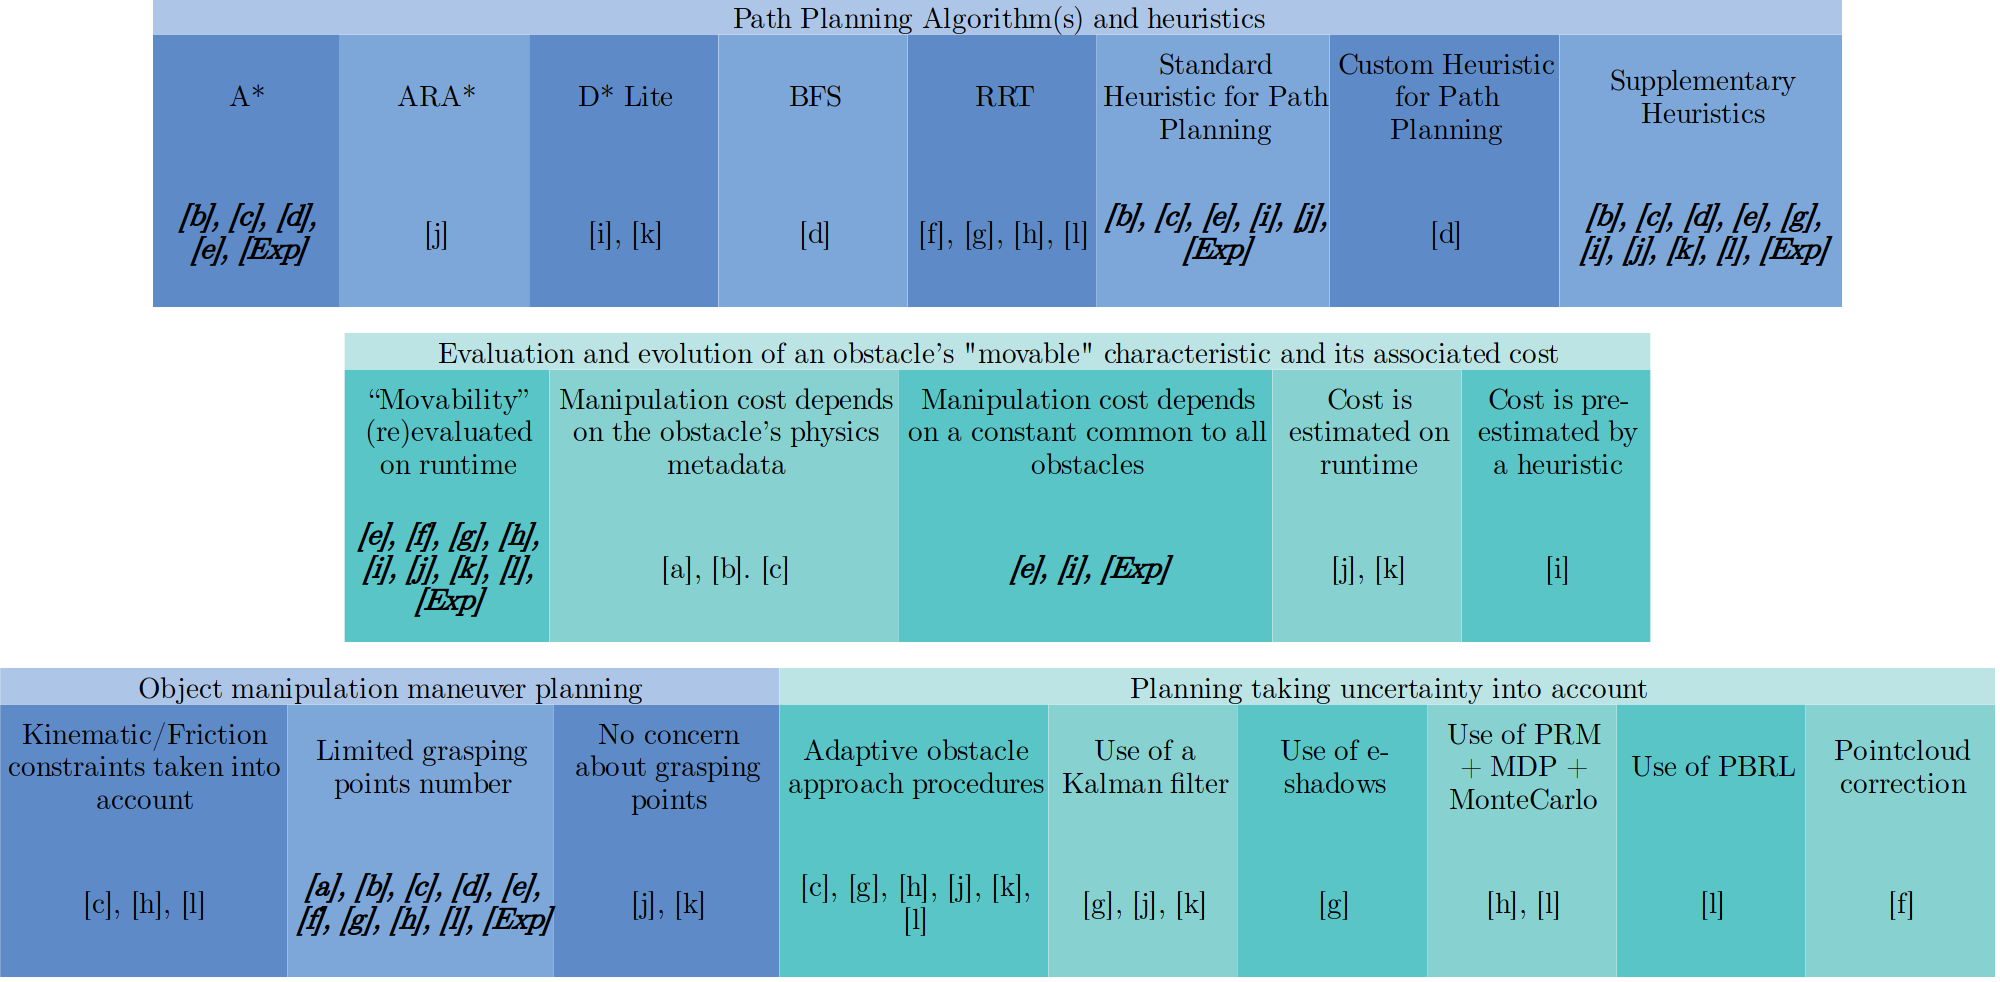 Path Planning Algorithm(s) and heuristics
A*
ARA*
D* Lite
BFS
RRT
Standard
Heuristic for Path
Planning
Custom Heuristic
for Path
Planning
Supplementary
Heuristics
[b], [c], [d],
[e], [Exp]
[j]
[i], [k]
[d]
[f], [g], [h], [l]
[b], [c], [e], [i], [j],
[Exp]
[d]
[b], [c], [d], [e], [g],
[i], [j], [k], [l], [Exp]
Evaluation and evolution of an obstacle's "movable" characteristic and its associated cost
“Movability”
(re)evaluated
on runtime
Manipulation cost depends
on the obstacle's physics
metadata
Manipulation cost depends
on a constant common to all
obstacles
Cost is
estimated on
runtime
Cost is pre-
estimated by
a heuristic
[e], [f], [g], [h],
[i], [j], [k], [l],
[Exp]
[a], [b]. [c]
[e], [i], [Exp]
[j], [k]
[i]
Object manipulation maneuver planning
Kinematic/Friction
constraints taken into
account
Limited grasping
points number
No concern
about grasping
points
[c], [h], [l]
[a], [b], [c], [d], [e],
[f], [g], [h], [l], [Exp]
[j], [k]
Planning taking uncertainty into account
Adaptive obstacle
approach procedures
Use of a
Kalman filter
Use of e-
shadows
Use of PRM
+ MDP +
MonteCarlo
Use of PBRL
Pointcloud
correction
[c], [g], [h], [j], [k],
[l]
[g], [j], [k]
[g]
[h], [l]
[l]
[f]